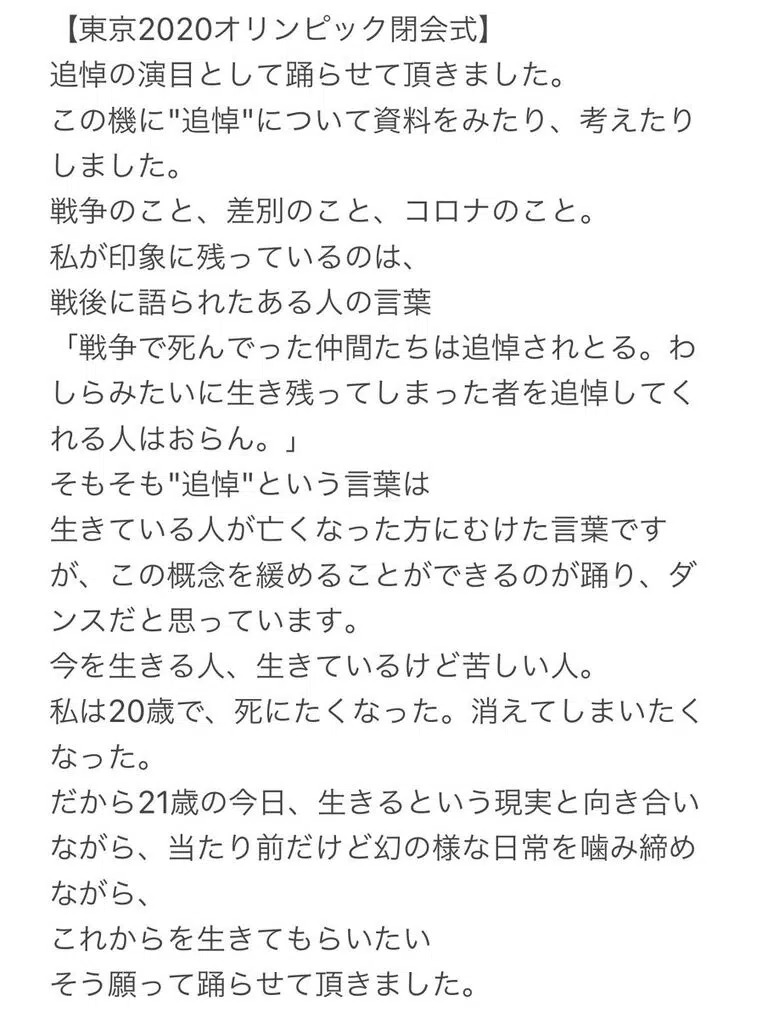 【東京2020オリンピック閉会式】
追悼の演目として踊らせて頂きました。
この機に"追悼"について資料をみたり、考えたり
しました。
戦争のこと、差別のこと、コロナのこと。
私が印象に残っているのは、
戦後に語られたある人の言葉
「戦争で死んでった仲間たちは追悼されとる。わ
しらみたいに生き残ってしまった者を追悼してく
れる人はおらん。」
そもそも"追悼"という言葉は
生きている人が亡くなった方にむけた言葉です
が、この概念を緩めることができるのが踊り、ダ
ンスだと思っています。
今を生きる人、生きているけど苦しい人。
私は20歳で、死にたくなった。消えてしまいたく
なった。
だから21歳の今日、生きるという現実と向き合い
ながら、当たり前だけど幻の様な日常を噛み締め
ながら、
これからを生きてもらいたい
そう願って踊らせて頂きました。